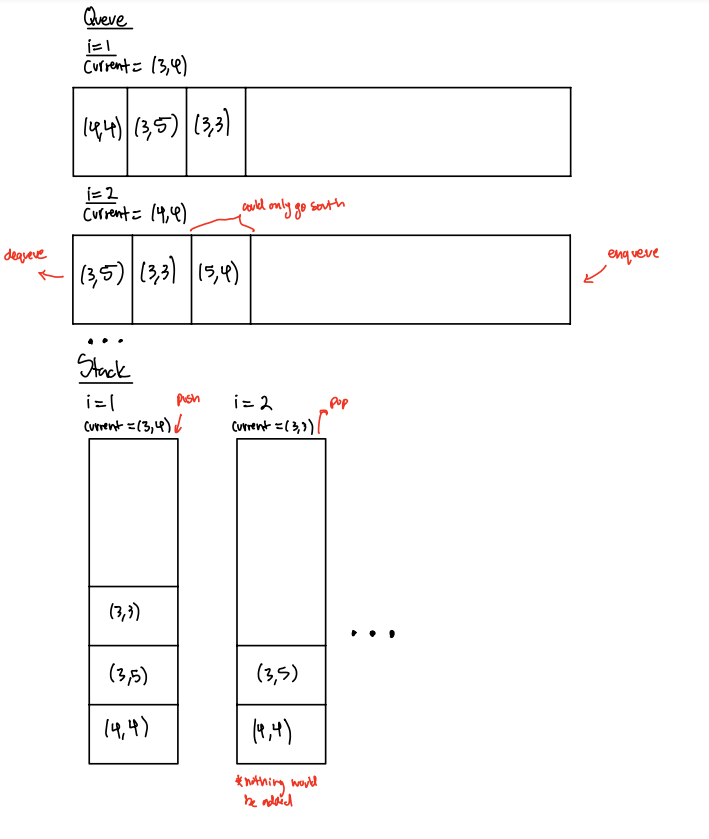 Queue
i=1
Current = (3,4)
(4,4) (3,5) (3,3)
i=2
Current = (4,4)
could only go south
dequeue
(3,5) (3,3) (5,4)
enqueue
...
Stack
i=1
push
current = (3,4)
(3,3)
(3,5)
(4,4)
i=2
pop
Current = (3,3)
(3,5)
(4,4)
*nothing would
be added
...